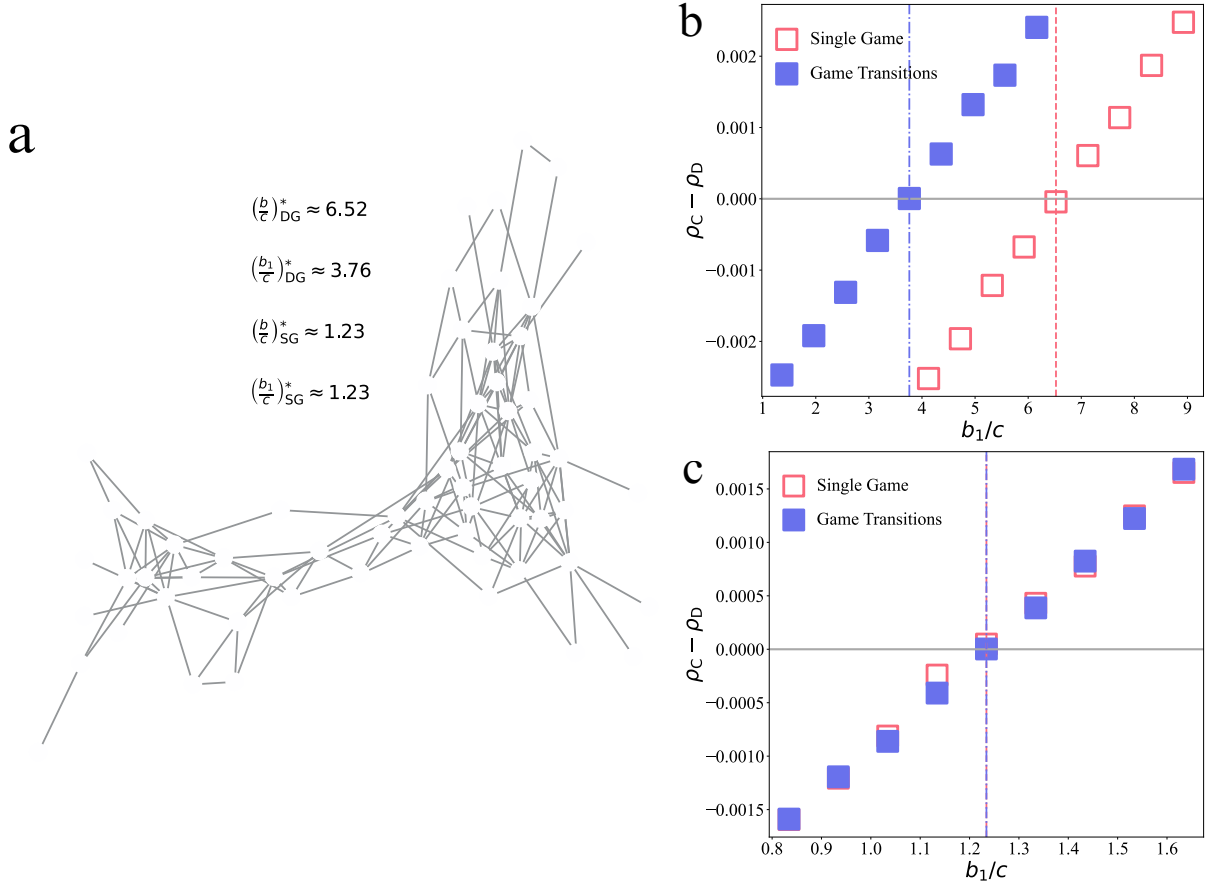 a
(b/c)*DG ≈ 6.52
(b1/c)*DG ≈ 3.76
(b/c)*SG ≈ 1.23
(b1/c)*SG ≈ 1.23
b
Single Game
Game Transitions
0.002
0.001
0.000
−0.001
−0.002
ρC − ρD
1 2 3 4 5 6 7 8 9
b1/c
c
Single Game
Game Transitions
0.0015
0.0010
0.0005
0.0000
−0.0005
−0.0010
−0.0015
ρC − ρD
0.8 0.9 1.0 1.1 1.2 1.3 1.4 1.5 1.6
b1/c